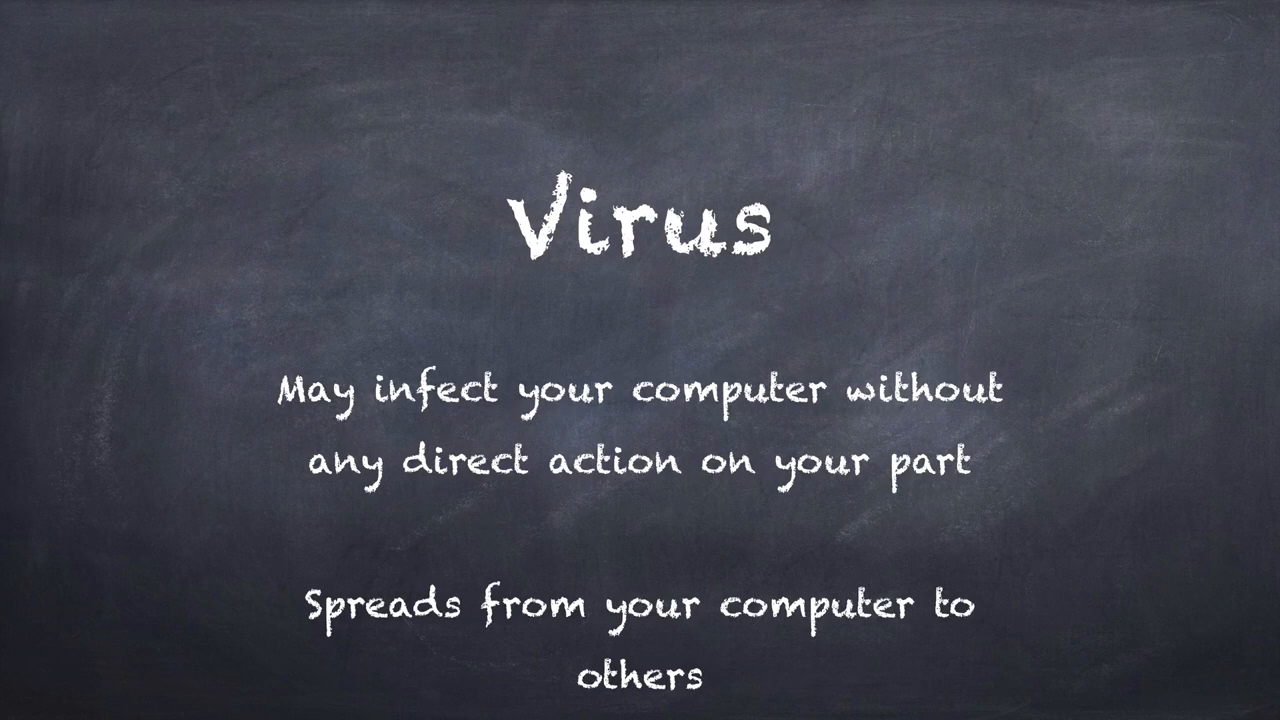 Virus
May infect your computer without
any direct action on your part
Spreads from your computer to
others